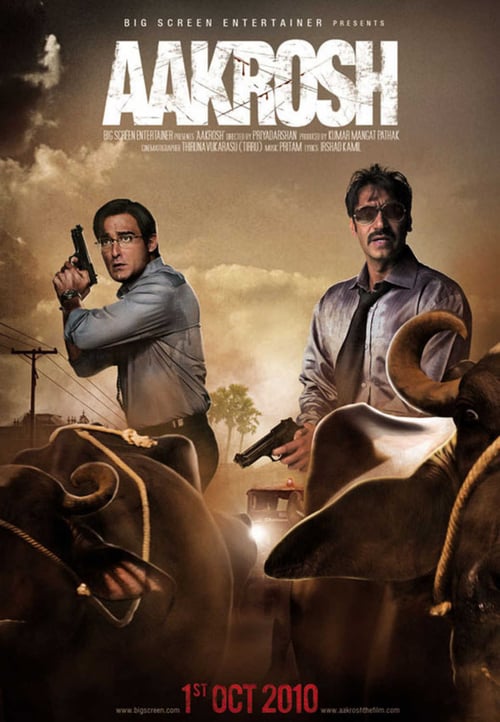 BIG SCREEN ENTERTAINER PRESENTS
AAKROSH
BIG SCREEN ENTERTAINER PRESENTS AAKROSH DIRECTED BY PRIYADARSHAN PRODUCED BY KUMAR MANGAT PATHAK
CINEMATOGRAPHER THIRUNAVUKARASU (TIRRU) MUSIC PRITAM LYRICS IRSHAD KAMIL
www.bigscreen.com 1ST OCT 2010 www.aakroshthefilm.com